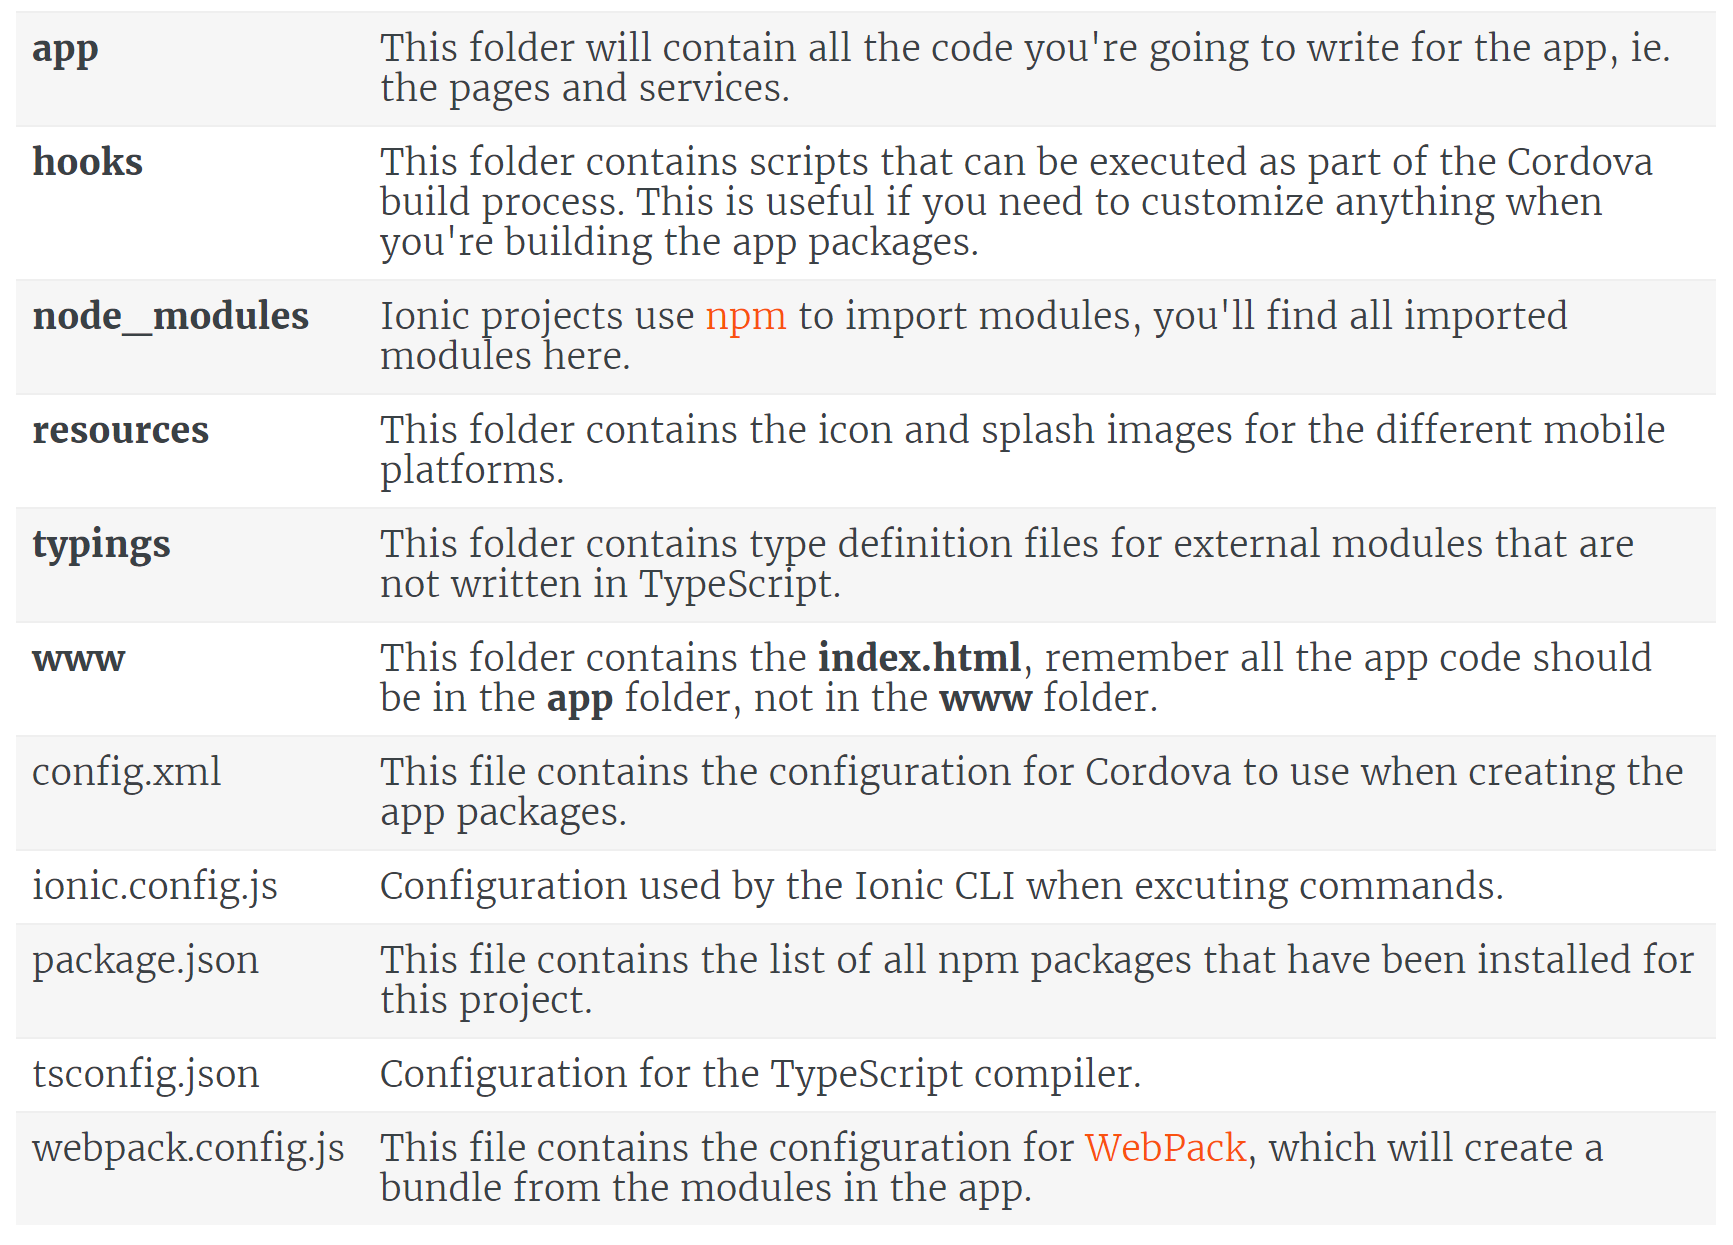 app
This folder will contain all the code you're going to write for the app, ie.
the pages and services.
hooks
This folder contains scripts that can be executed as part of the Cordova
build process. This is useful if you need to customize anything when
you're building the app packages.
node_modules
Ionic projects use npm to import modules, you'll find all imported
modules here.
resources
This folder contains the icon and splash images for the different mobile
platforms.
typings
This folder contains type definition files for external modules that are
not written in TypeScript.
www
This folder contains the index.html, remember all the app code should
be in the app folder, not in the www folder.
config.xml
This file contains the configuration for Cordova to use when creating the
app packages.
ionic.config.js
Configuration used by the Ionic CLI when excuting commands.
package.json
This file contains the list of all npm packages that have been installed for
this project.
tsconfig.json
Configuration for the TypeScript compiler.
webpack.config.js
This file contains the configuration for WebPack, which will create a
bundle from the modules in the app.